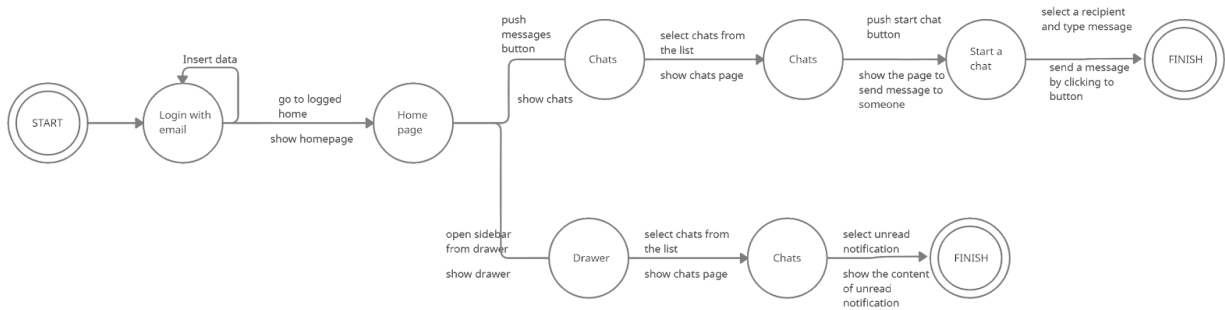 START
Insert data
Login with
email
go to logged
home
show homepage
Home
page
push
messages
button
show chats
Chats
select chats from
the list
show chats page
Chats
push start chat
button
show the page to
send message to
someone
Start a
chat
select a recipient
and type message
send a message
by clicking to
button
FINISH
open sidebar
from drawer
show drawer
Drawer
select chats from
the list
show chats page
Chats
select unread
notification
show the content
of unread
notification
FINISH